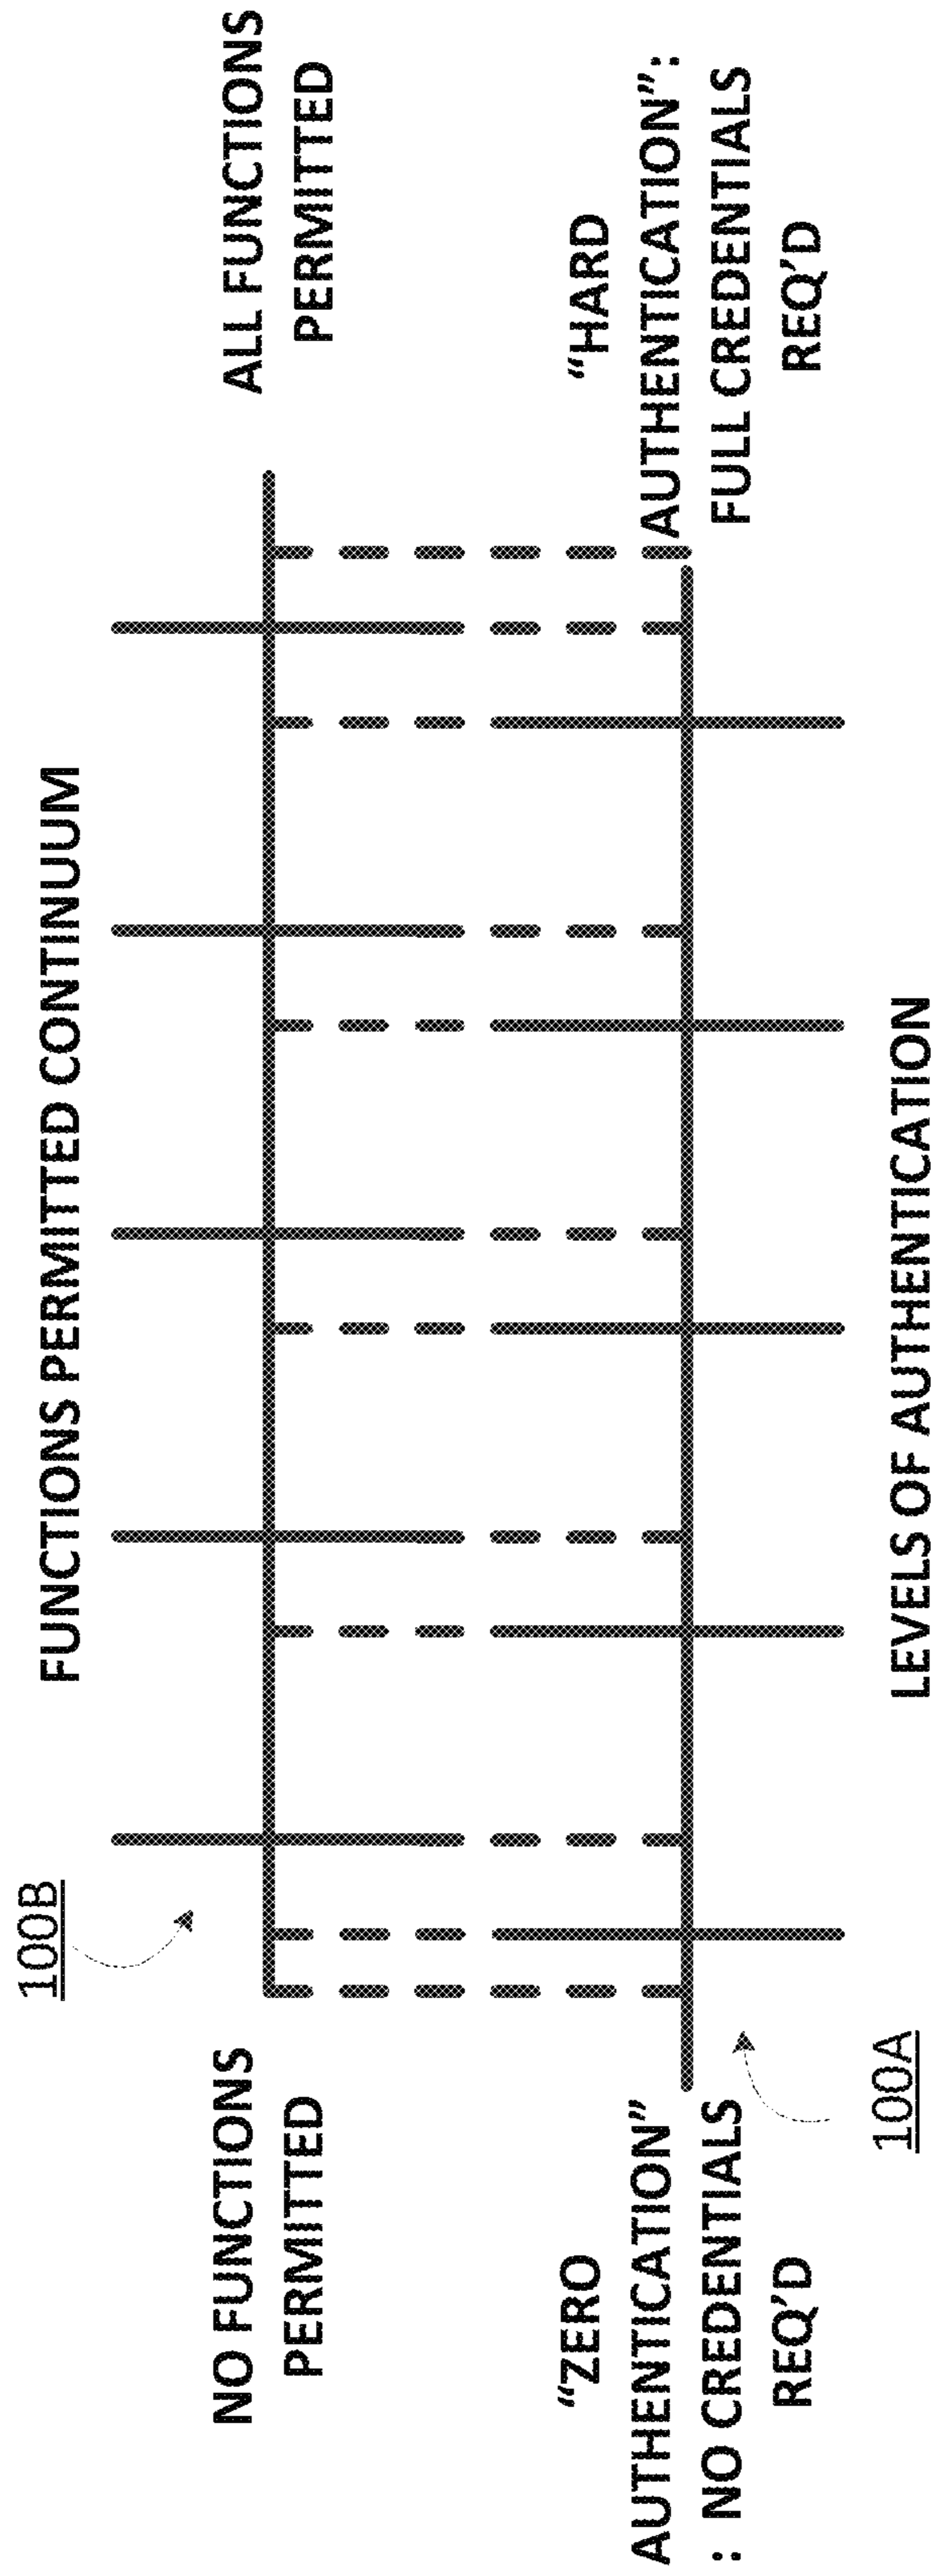 FUNCTIONS PERMITTED CONTINUUM
100B
NO FUNCTIONS
PERMITTED
ALL FUNCTIONS
PERMITTED
“ZERO
AUTHENTICATION”
: NO CREDENTIALS
REQ’D
“HARD
AUTHENTICATION”:
FULL CREDENTIALS
REQ’D
100A
LEVELS OF AUTHENTICATION